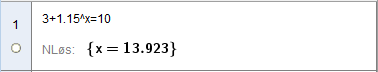 1
3+1.15^x=10
NLøs: {x = 13.923}